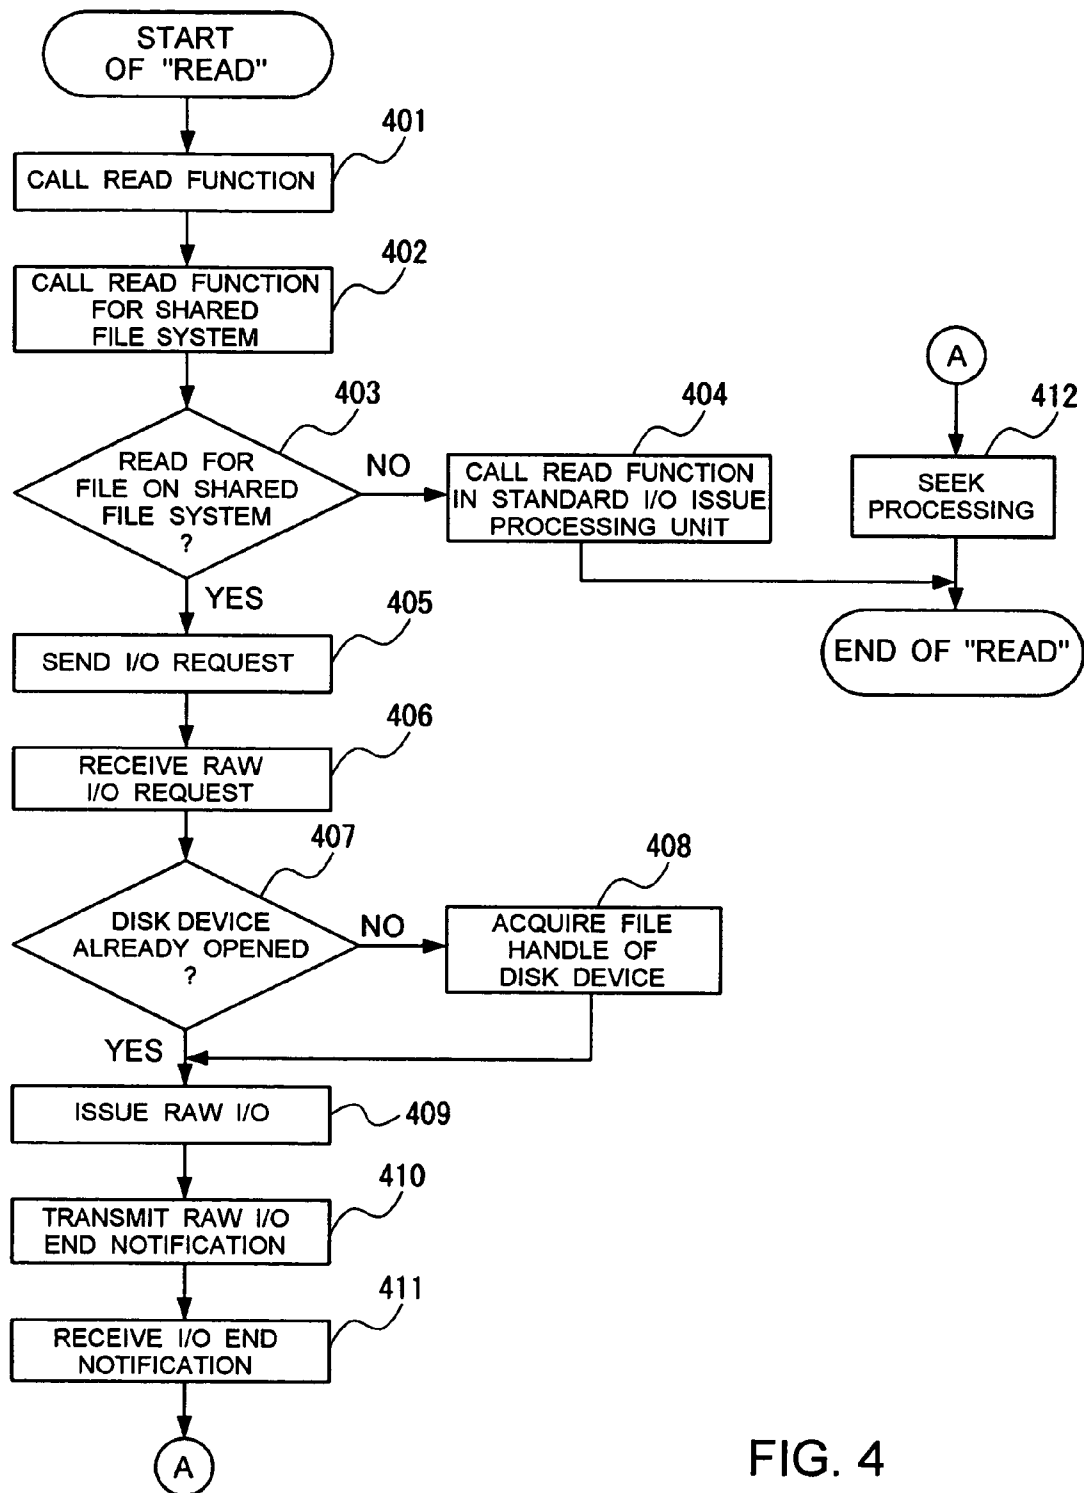 START
OF "READ"
401
CALL READ FUNCTION
402
CALL READ FUNCTION
FOR SHARED
FILE SYSTEM
403
READ FOR
FILE ON SHARED
FILE SYSTEM
?
NO
404
CALL READ FUNCTION
IN STANDARD I/O ISSUE
PROCESSING UNIT
YES
405
SEND I/O REQUEST
406
RECEIVE RAW
I/O REQUEST
407
DISK DEVICE
ALREADY OPENED
?
NO
408
ACQUIRE FILE
HANDLE OF
DISK DEVICE
YES
ISSUE RAW I/O
409
410
TRANSMIT RAW I/O
END NOTIFICATION
411
RECEIVE I/O END
NOTIFICATION
A
A
412
SEEK
PROCESSING
END OF "READ"
FIG. 4